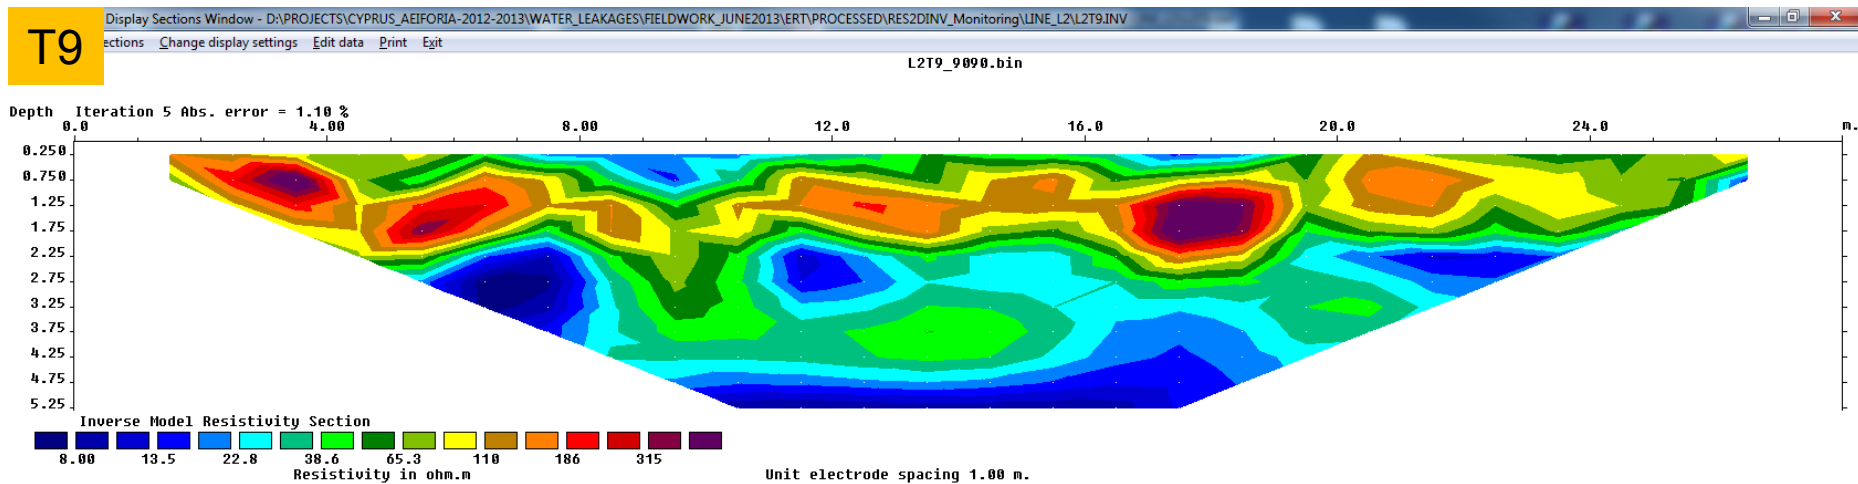 T9
Display Sections Window - D:\PROJECTS\CYPRUS_AEIFORIA-2012-2013\WATER_LEAKAGES\FIELDWORK_JUNE2013\ERT\PROCESSED\RES2DINV_Monitoring\LINE_L2\L2T9.INV
ections Change display settings Edit data Print Exit
L2T9_9090.bin
Depth Iteration 5 Abs. error = 1.10 %
0.0 4.00 8.00 12.0 16.0 20.0 24.0 m.
0.250
0.750
1.25
1.75
2.25
2.75
3.25
3.75
4.25
4.75
5.25
Inverse Model Resistivity Section
8.00 13.5 22.8 38.6 65.3 110 186 315
Resistivity in ohm.m Unit electrode spacing 1.00 m.